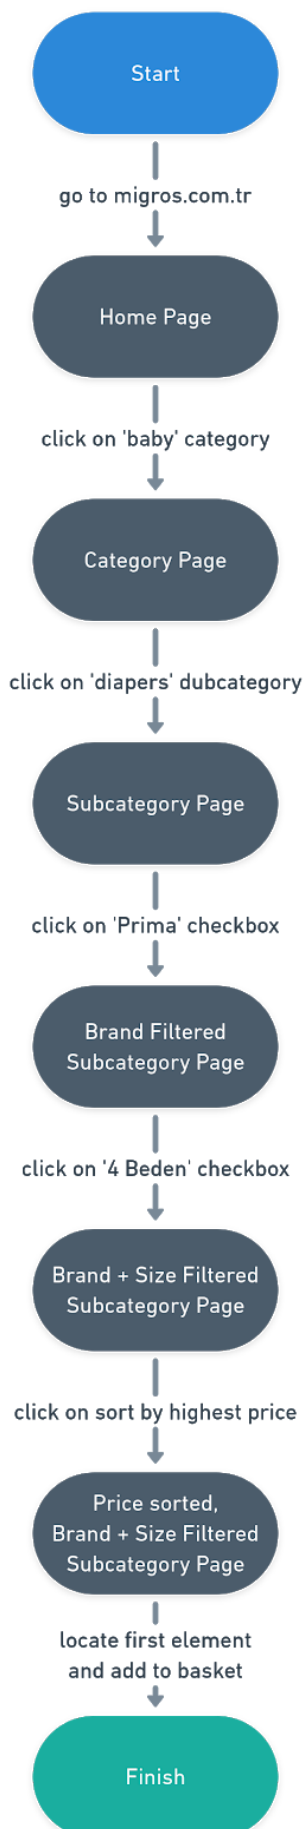 Start
go to migros.com.tr
Home Page
click on 'baby' category
Category Page
click on 'diapers' dubcategory
Subcategory Page
click on 'Prima' checkbox
Brand Filtered
Subcategory Page
click on '4 Beden' checkbox
Brand + Size Filtered
Subcategory Page
click on sort by highest price
Price sorted,
Brand + Size Filtered
Subcategory Page
locate first element
and add to basket
Finish